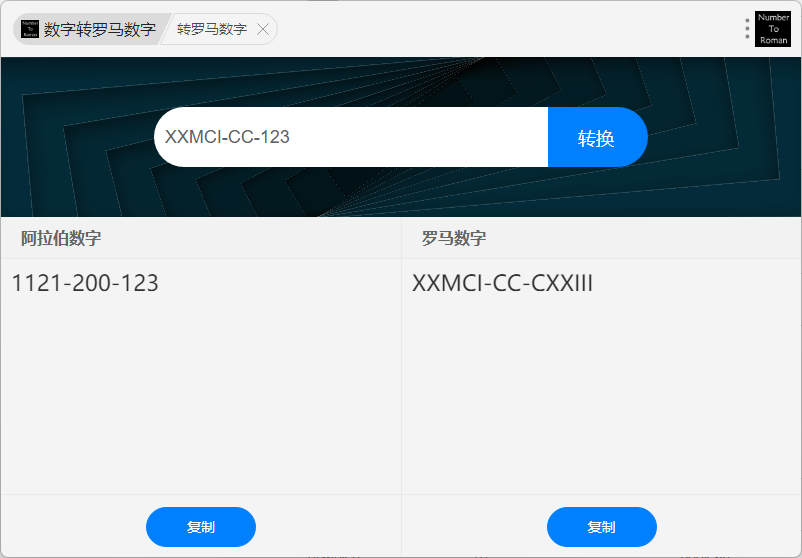 Number To Roman 数字转罗马数字 转罗马数字
Number
To
Roman
XXMCI-CC-123 转换
阿拉伯数字 罗马数字
1121-200-123 XXMCI-CC-CXXIII
复制 复制